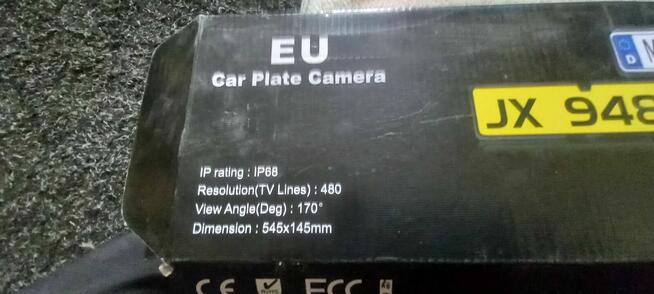 EU
Car Plate Camera
D
JX 948
IP rating : IP68
Resolution(TV Lines) : 480
View Angle(Deg) : 170°
Dimension : 545x145mm
CE RoHS FCC